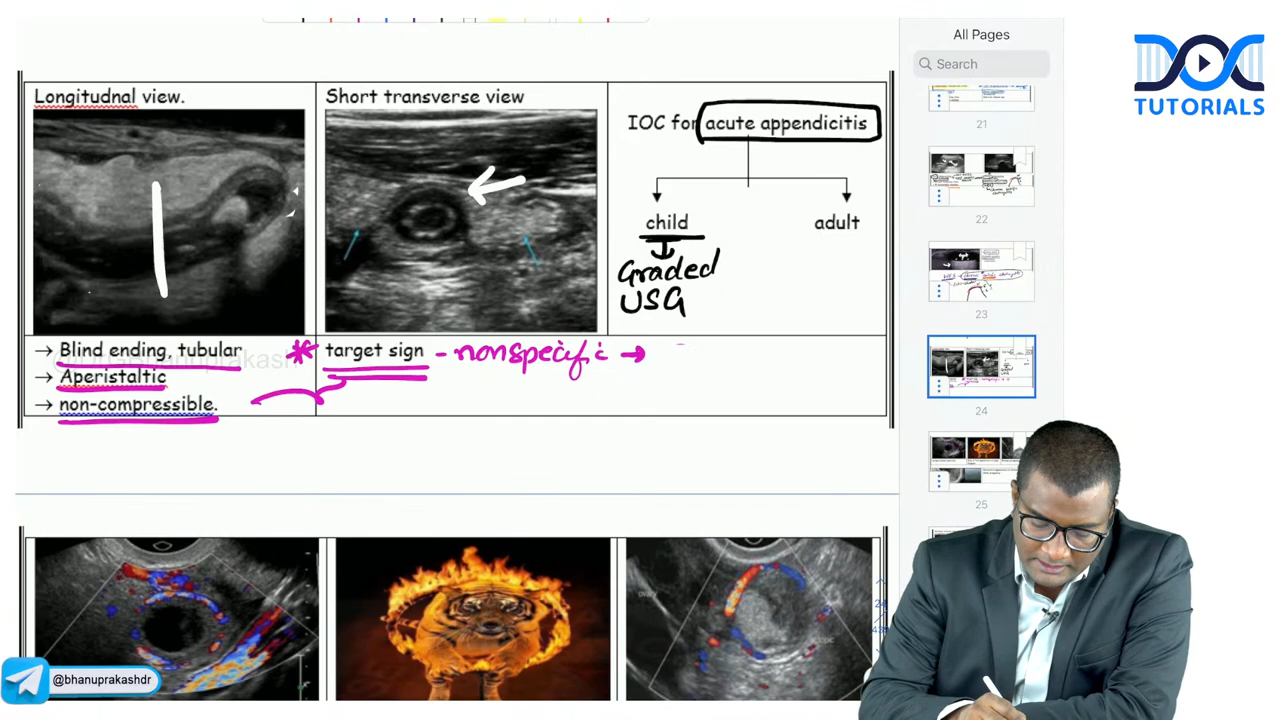 All Pages
Search
DOC
TUTORIALS
Longitudnal view.
Short transverse view
IOC for acute appendicitis
child
adult
Graded
USG
→ Blind ending, tubular
* target sign - nonspecific →
→ Aperistaltic
→ non-compressible.
21
22
23
24
25
ovary
@bhanuprakashdr